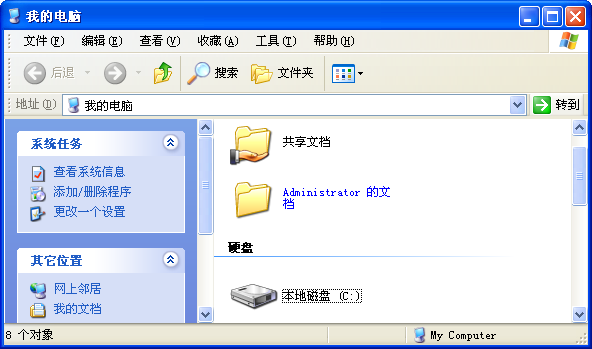 我的电脑
文件(F) 编辑(E) 查看(V) 收藏(A) 工具(T) 帮助(H)
后退 搜索 文件夹
地址(D) 我的电脑 转到
系统任务
查看系统信息
添加/删除程序
更改一个设置
其它位置
网上邻居
我的文档
共享文档
Administrator 的文
档
硬盘
本地磁盘 (C:)
8 个对象 My Computer